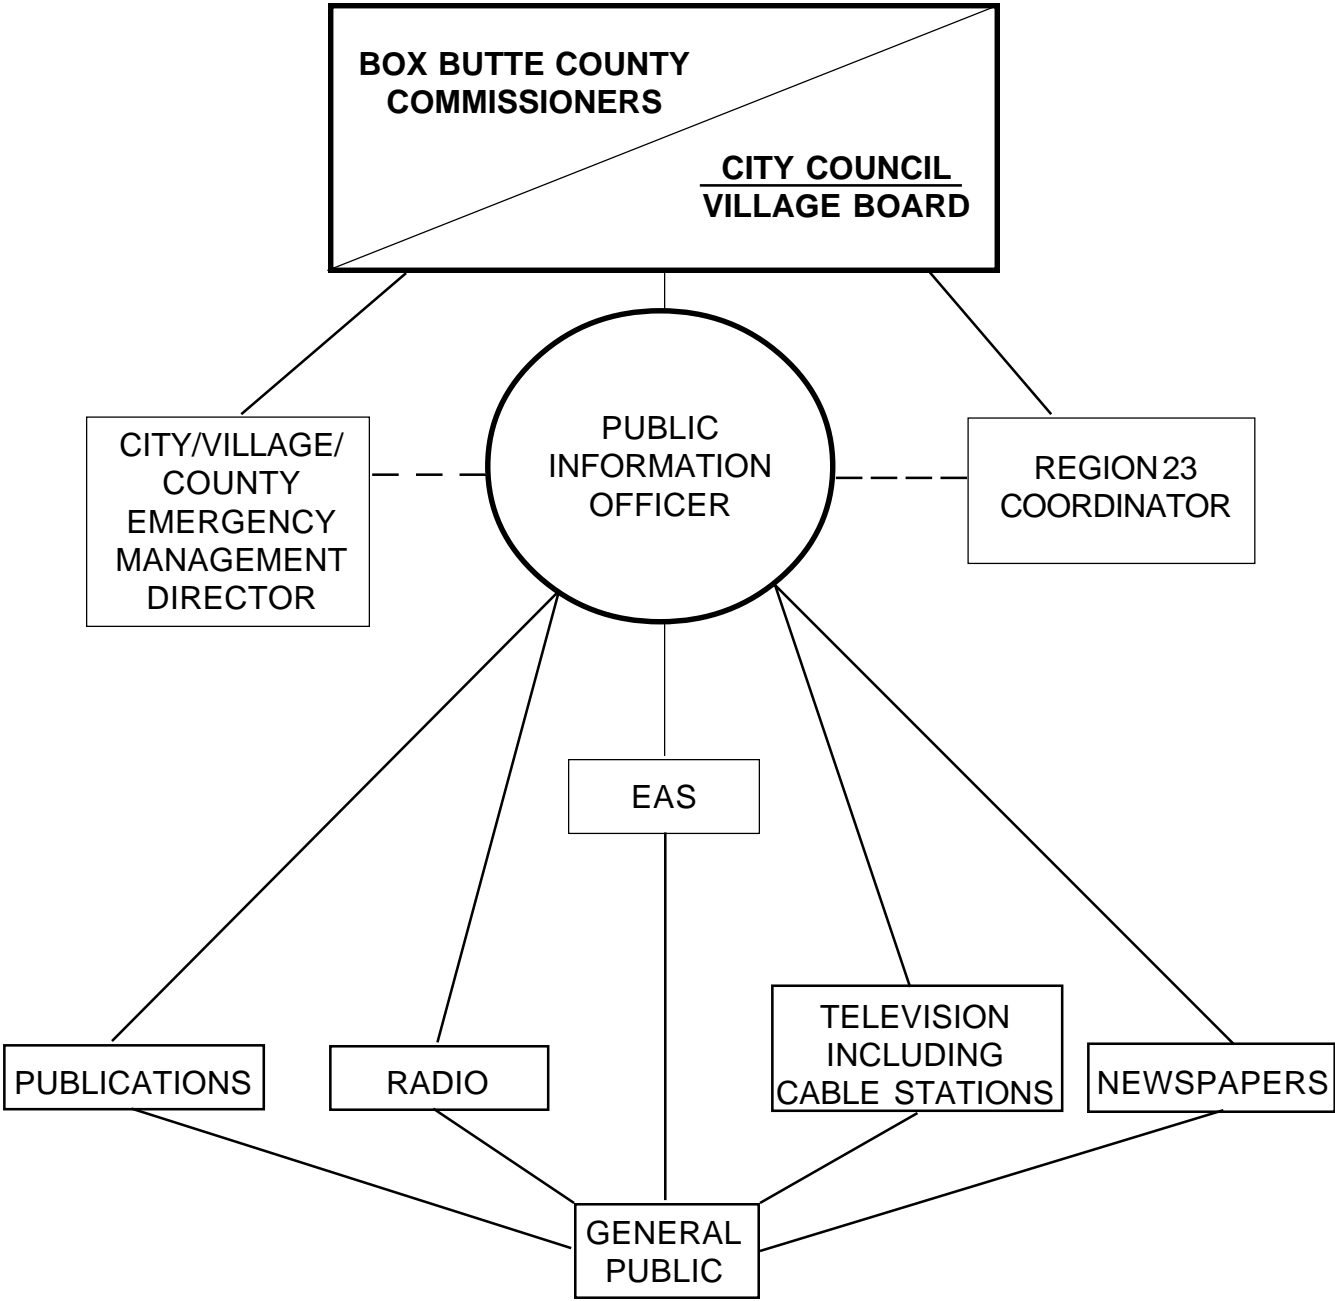 BOX BUTTE COUNTY
COMMISSIONERS
CITY COUNCIL
VILLAGE BOARD
CITY/VILLAGE/
COUNTY
EMERGENCY
MANAGEMENT
DIRECTOR
PUBLIC
INFORMATION
OFFICER
REGION 23
COORDINATOR
EAS
PUBLICATIONS
RADIO
TELEVISION
INCLUDING
CABLE STATIONS
NEWSPAPERS
GENERAL
PUBLIC